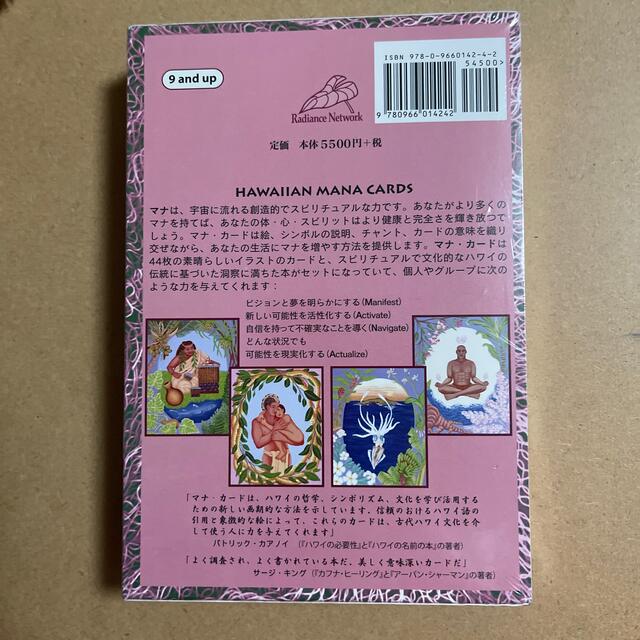 9 and up
Radiance Network
ISBN 978-0-9660142-4-2
54500>
9 780966 014242
定価 本体 5500円+税
HAWAIIAN MANA CARDS
マナは、宇宙に流れる創造的でスピリチュアルな力です。あなたがより多くの
マナを持てば、あなたの体・心・スピリットはより健康と完全さを輝き放つで
しょう。マナ・カードは絵、シンボルの説明、チャント、カードの意味を織り
交ぜながら、あなたの生活にマナを増やす方法を提供します。マナ・カードは
44枚の素晴らしいイラストのカードと、スピリチュアルで文化的なハワイの
伝統に基づいた洞察に満ちた本がセットになっていて、個人やグループに次の
ような力を与えてくれます：
ビジョンと夢を明らかにする(Manifest)
新しい可能性を活性化する(Activate)
自信を持って不確実なことを導く(Navigate)
どんな状況でも
可能性を現実化する(Actualize)
「マナ・カードは、ハワイの哲学、シンボリズム、文化を学び活用する
ための新しい画期的な方法を示しています。信頼のおけるハワイ語の
引用と象徴的な絵によって、これらのカードは、古代ハワイ文化を介
して使う人に力を与えてくれます」
パトリック・カアノイ (『ハワイの必要性』と『ハワイの名前の本』の著者)
「よく調査され、よく書かれている本だ。美しく意味深いカードだ」
サージ・キング (『カフナ・ヒーリング』と『アーバン・シャーマン』の著者)